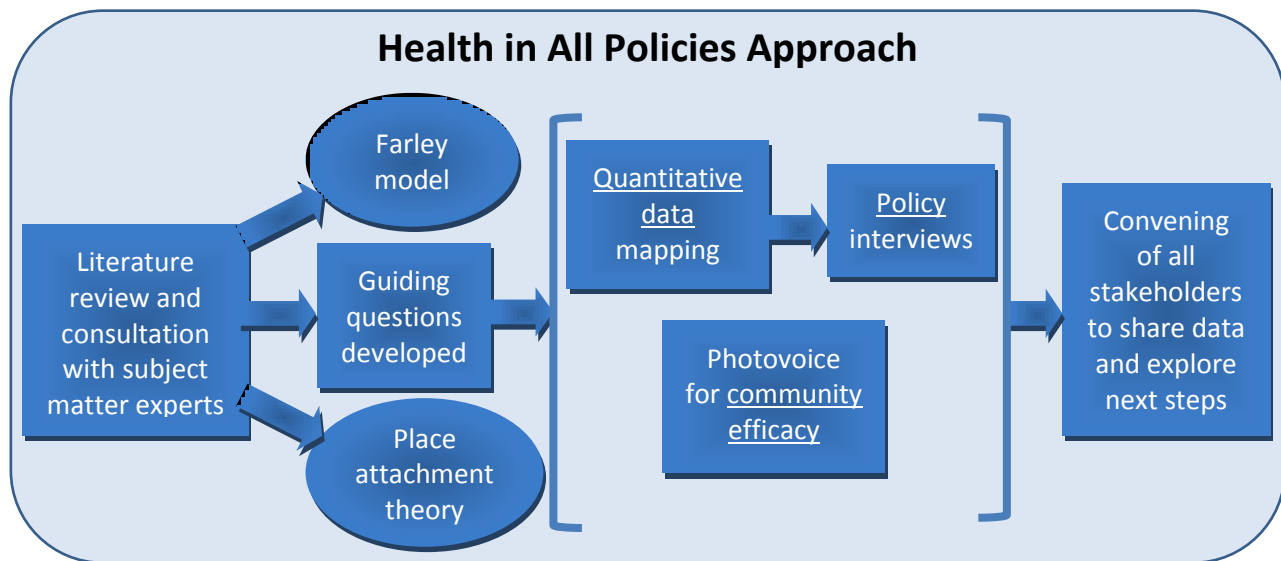 Health in All Policies Approach
Literature
review and
consultation
with subject
matter experts
Farley
model
Guiding
questions
developed
Place
attachment
theory
Quantitative
data
mapping
Policy
interviews
Photovoice
for community
efficacy
Convening
of all
stakeholders
to share data
and explore
next steps